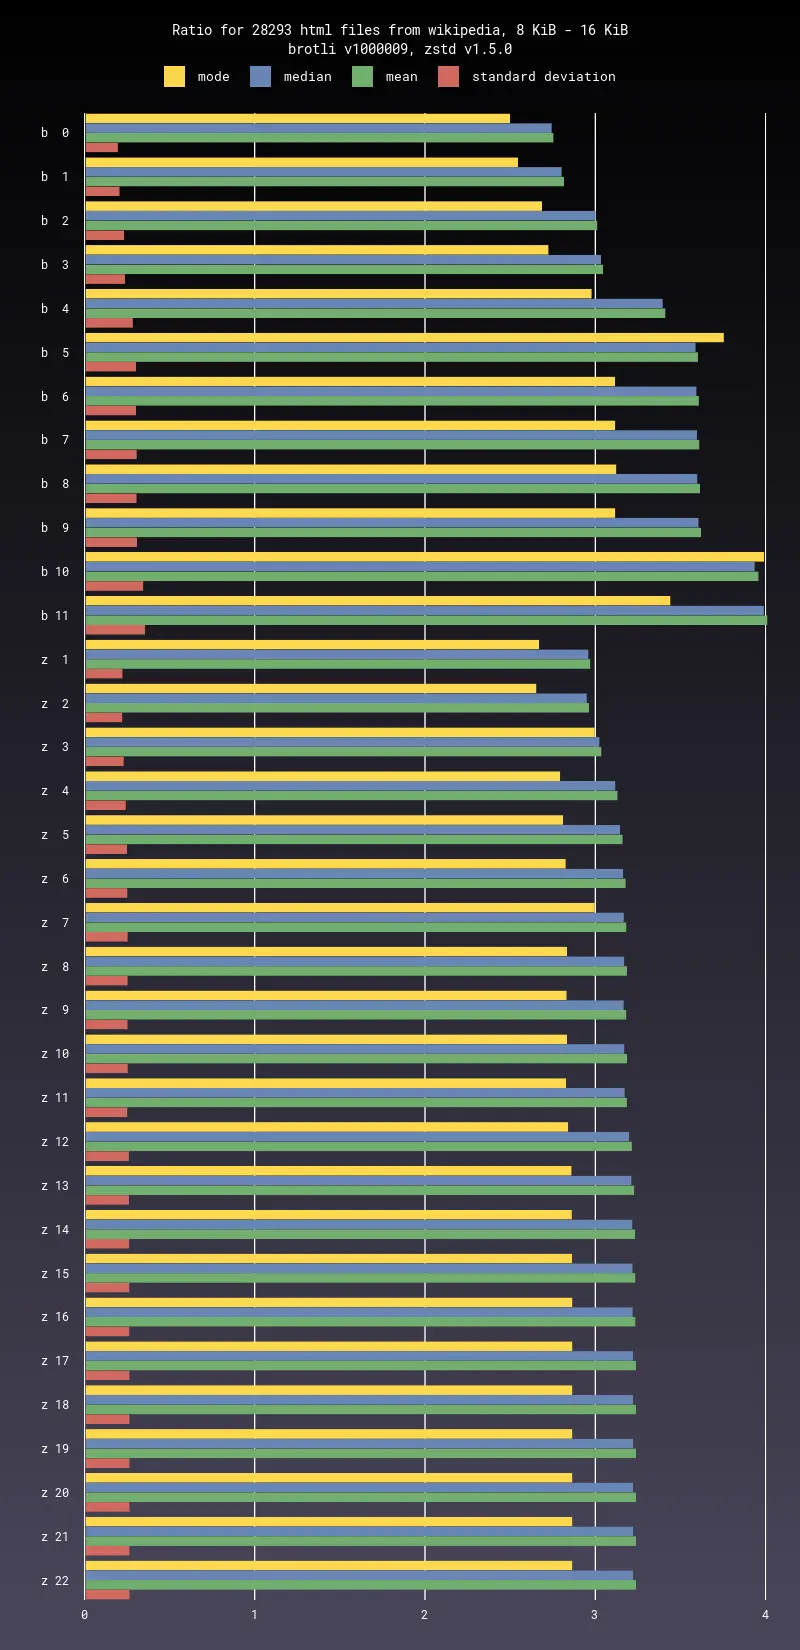 Ratio for 28293 html files from wikipedia, 8 KiB - 16 KiB
brotli v1000009, zstd v1.5.0
mode median mean standard deviation
b 0
b 1
b 2
b 3
b 4
b 5
b 6
b 7
b 8
b 9
b 10
b 11
z 1
z 2
z 3
z 4
z 5
z 6
z 7
z 8
z 9
z 10
z 11
z 12
z 13
z 14
z 15
z 16
z 17
z 18
z 19
z 20
z 21
z 22
0 1 2 3 4